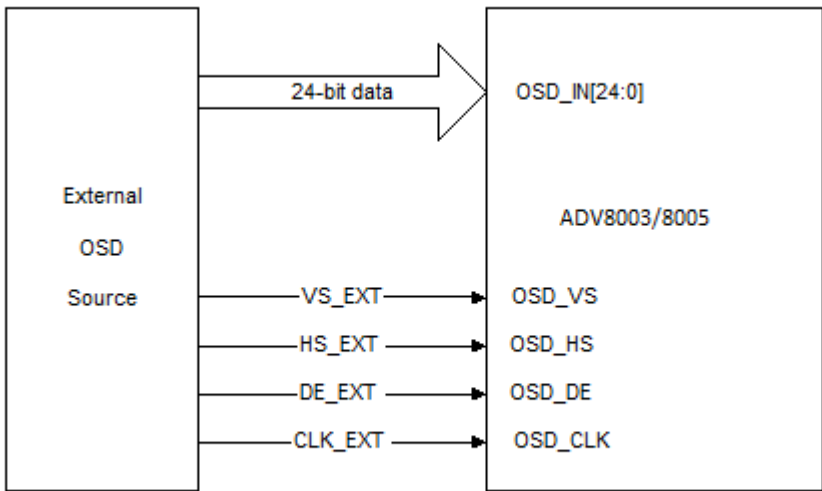 24-bit data
OSD_IN[24:0]
External
OSD
Source
ADV8003/8005
VS_EXT
OSD_VS
HS_EXT
OSD_HS
DE_EXT
OSD_DE
CLK_EXT
OSD_CLK